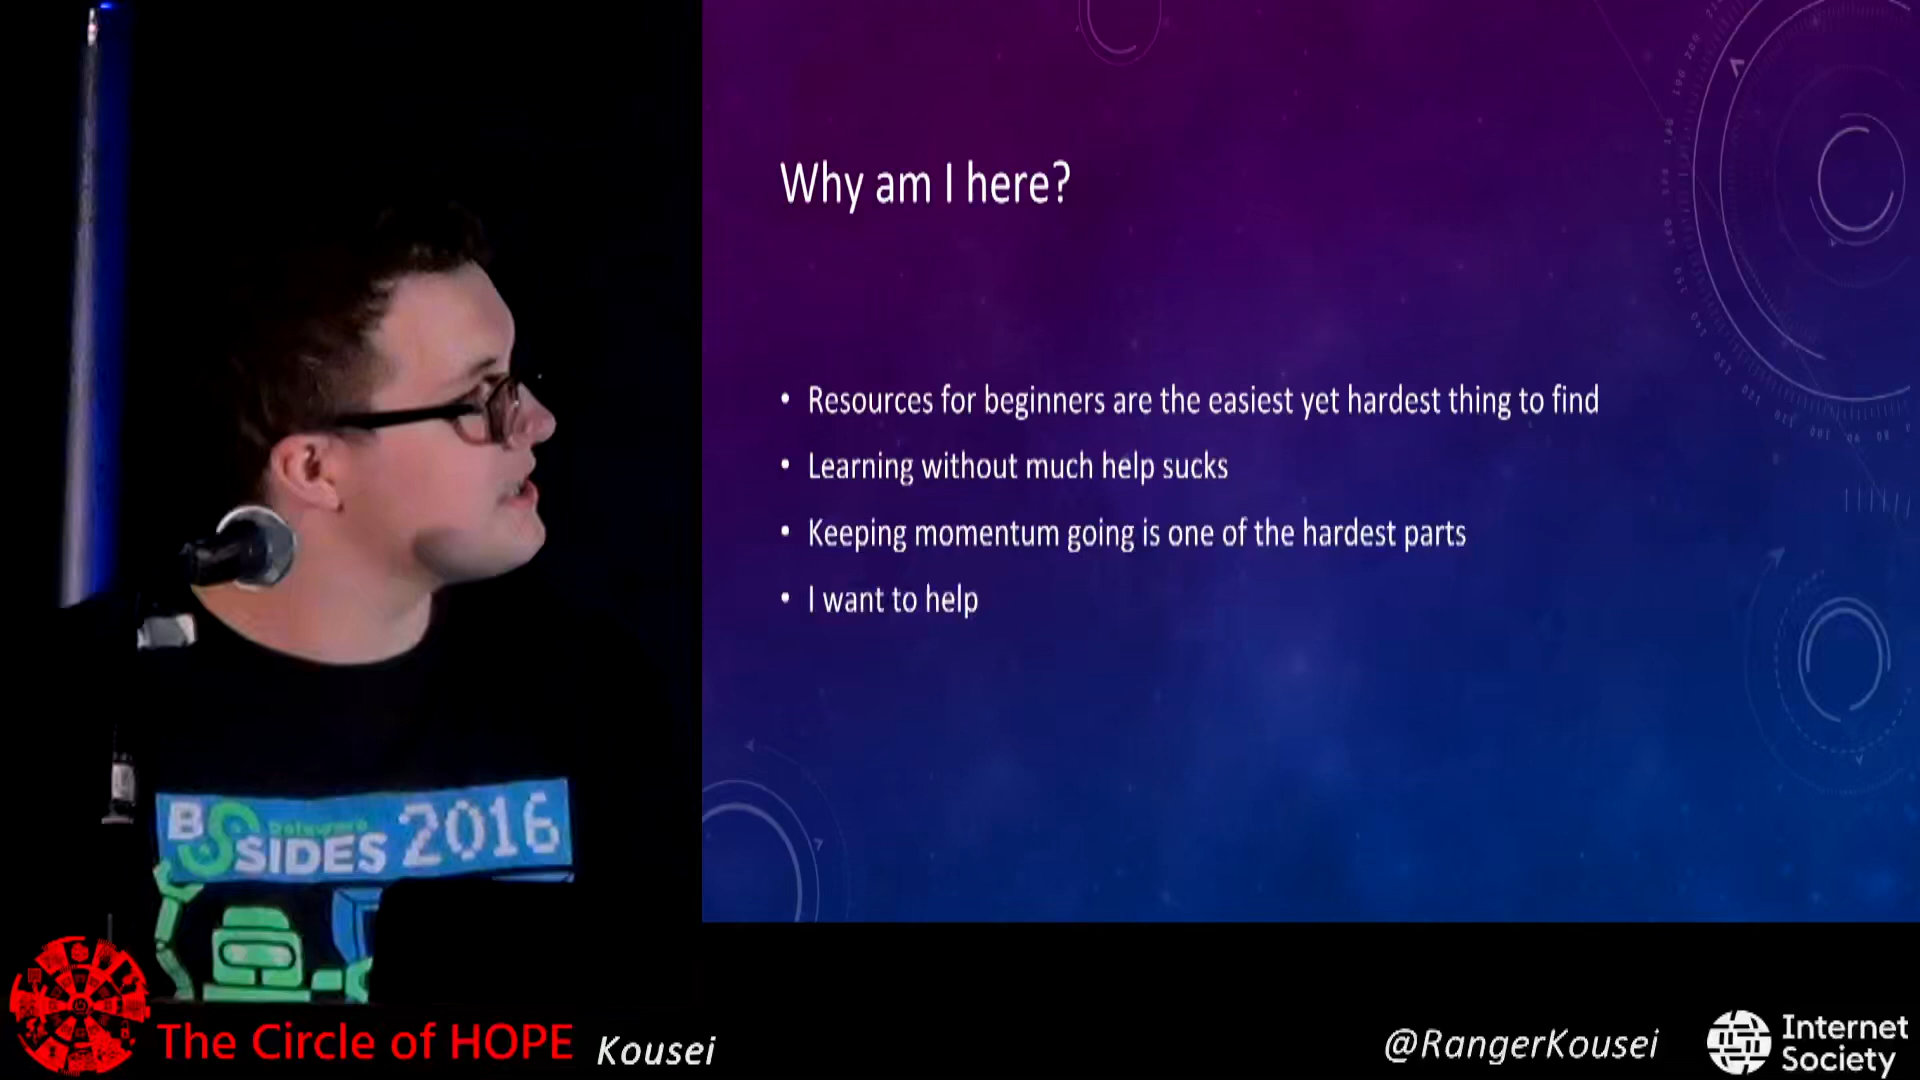 Why am I here?
• Resources for beginners are the easiest yet hardest thing to find
• Learning without much help sucks
• Keeping momentum going is one of the hardest parts
• I want to help
BSIDES 2016
Delaware
The Circle of HOPE
Kousei
@RangerKousei
Internet
Society